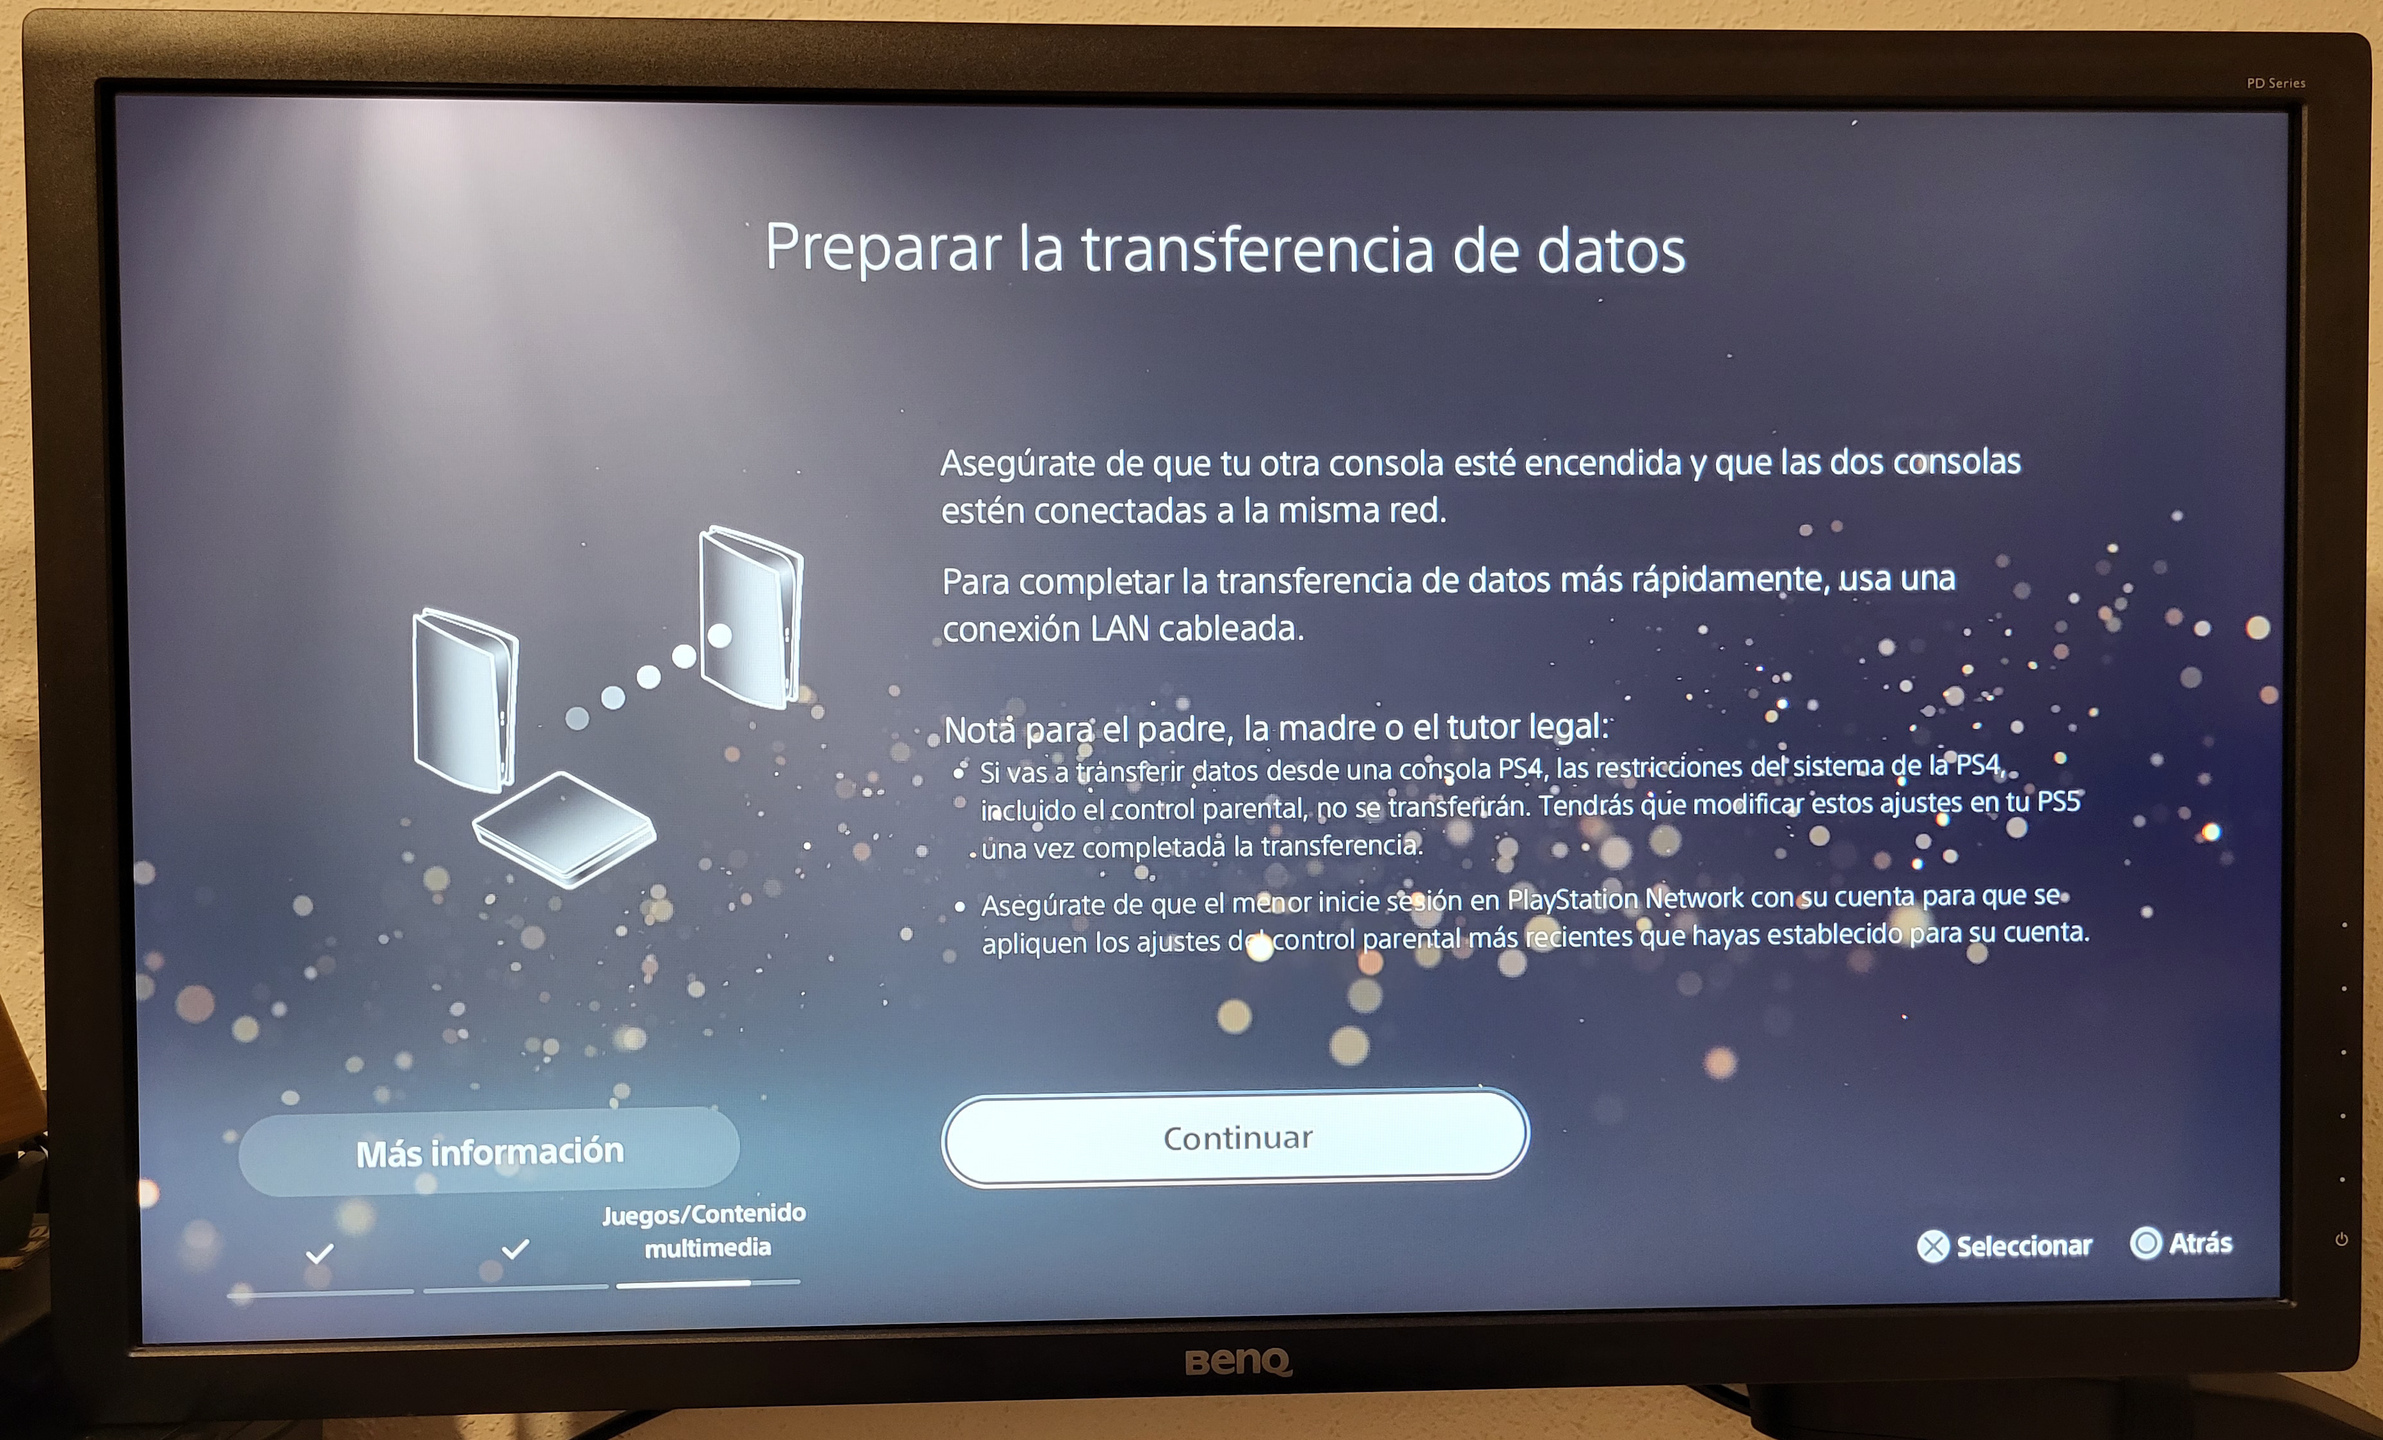 PD Series
Preparar la transferencia de datos
Asegúrate de que tu otra consola esté encendida y que las dos consolas
estén conectadas a la misma red.
Para completar la transferencia de datos más rápidamente, usa una
conexión LAN cableada.
Nota para el padre, la madre o el tutor legal:
• Si vas a transferir datos desde una consola PS4, las restricciones del sistema de la PS4,
incluido el control parental, no se transferirán. Tendrás que modificar estos ajustes en tu PS5
una vez completada la transferencia.
• Asegúrate de que el menor inicie sesión en PlayStation Network con su cuenta para que se
apliquen los ajustes del control parental más recientes que hayas establecido para su cuenta.
Más información
Continuar
Juegos/Contenido
multimedia
Seleccionar Atrás
BenQ